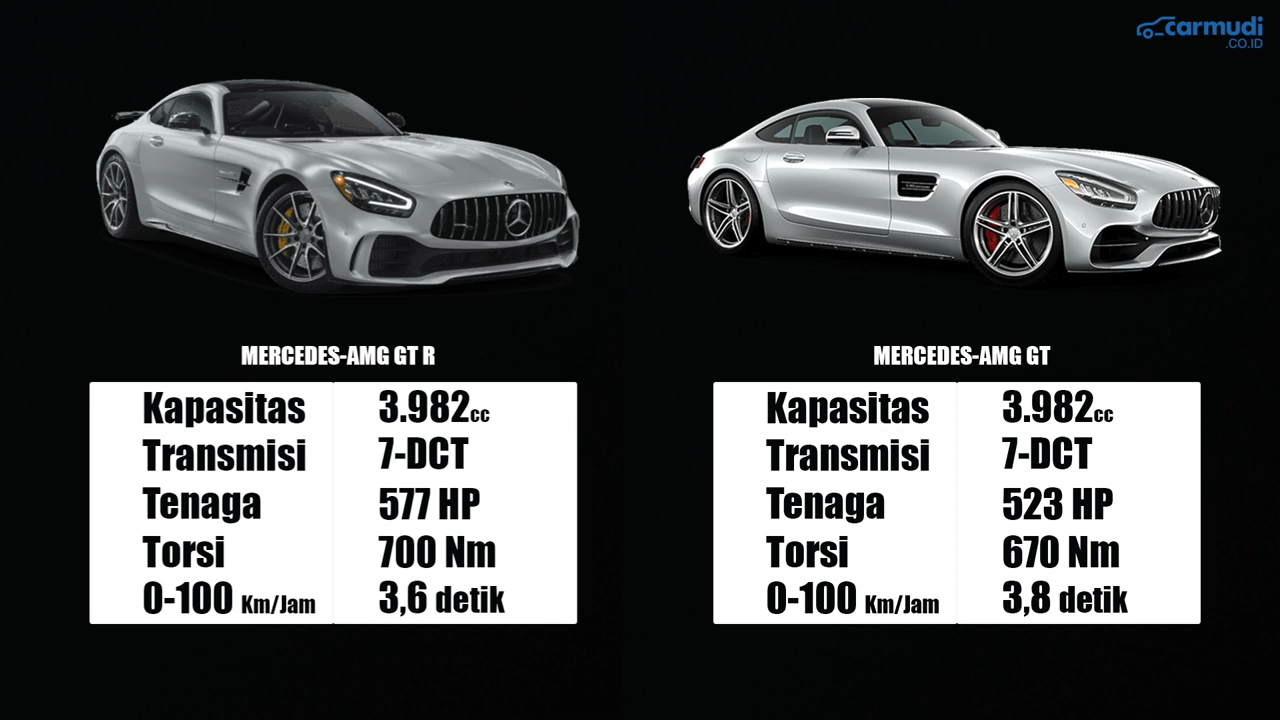 carmudi
.CO.ID
MERCEDES-AMG GT R
Kapasitas 3.982cc
Transmisi 7-DCT
Tenaga 577 HP
Torsi 700 Nm
0-100 Km/Jam 3,6 detik
MERCEDES-AMG GT
Kapasitas 3.982cc
Transmisi 7-DCT
Tenaga 523 HP
Torsi 670 Nm
0-100 Km/Jam 3,8 detik